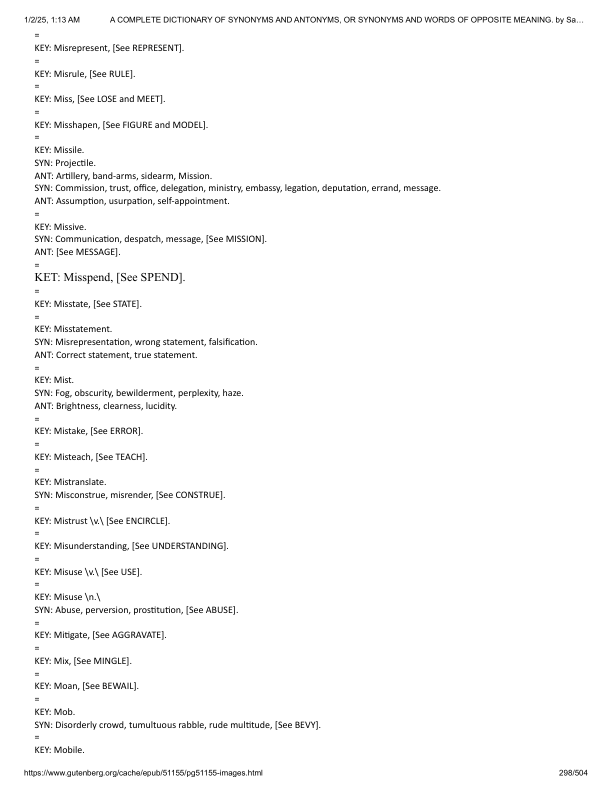 1/2/25, 1:13 AM A COMPLETE DICTIONARY OF SYNONYMS AND ANTONYMS, OR SYNONYMS AND WORDS OF OPPOSITE MEANING. by Sa…
=
KEY: Misrepresent, [See REPRESENT].
=
KEY: Misrule, [See RULE].
=
KEY: Miss, [See LOSE and MEET].
=
KEY: Misshapen, [See FIGURE and MODEL].
=
KEY: Missile.
SYN: Projectile.
ANT: Artillery, band-arms, sidearm, Mission.
SYN: Commission, trust, office, delegation, ministry, embassy, legation, deputation, errand, message.
ANT: Assumption, usurpation, self-appointment.
=
KEY: Missive.
SYN: Communication, despatch, message, [See MISSION].
ANT: [See MESSAGE].
=
KET: Misspend, [See SPEND].
=
KEY: Misstate, [See STATE].
=
KEY: Misstatement.
SYN: Misrepresentation, wrong statement, falsification.
ANT: Correct statement, true statement.
=
KEY: Mist.
SYN: Fog, obscurity, bewilderment, perplexity, haze.
ANT: Brightness, clearness, lucidity.
=
KEY: Mistake, [See ERROR].
=
KEY: Misteach, [See TEACH].
=
KEY: Mistranslate.
SYN: Misconstrue, misrender, [See CONSTRUE].
=
KEY: Mistrust \v.\ [See ENCIRCLE].
=
KEY: Misunderstanding, [See UNDERSTANDING].
=
KEY: Misuse \v.\ [See USE].
=
KEY: Misuse \n.\
SYN: Abuse, perversion, prostitution, [See ABUSE].
=
KEY: Mitigate, [See AGGRAVATE].
=
KEY: Mix, [See MINGLE].
=
KEY: Moan, [See BEWAIL].
=
KEY: Mob.
SYN: Disorderly crowd, tumultuous rabble, rude multitude, [See BEVY].
=
KEY: Mobile.
https://www.gutenberg.org/cache/epub/51155/pg51155-images.html 298/504